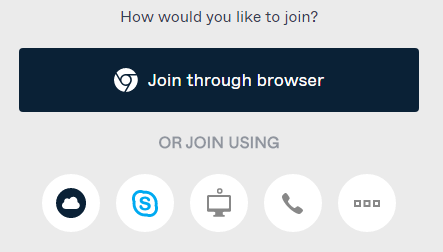 How would you like to join?
Join through browser
OR JOIN USING